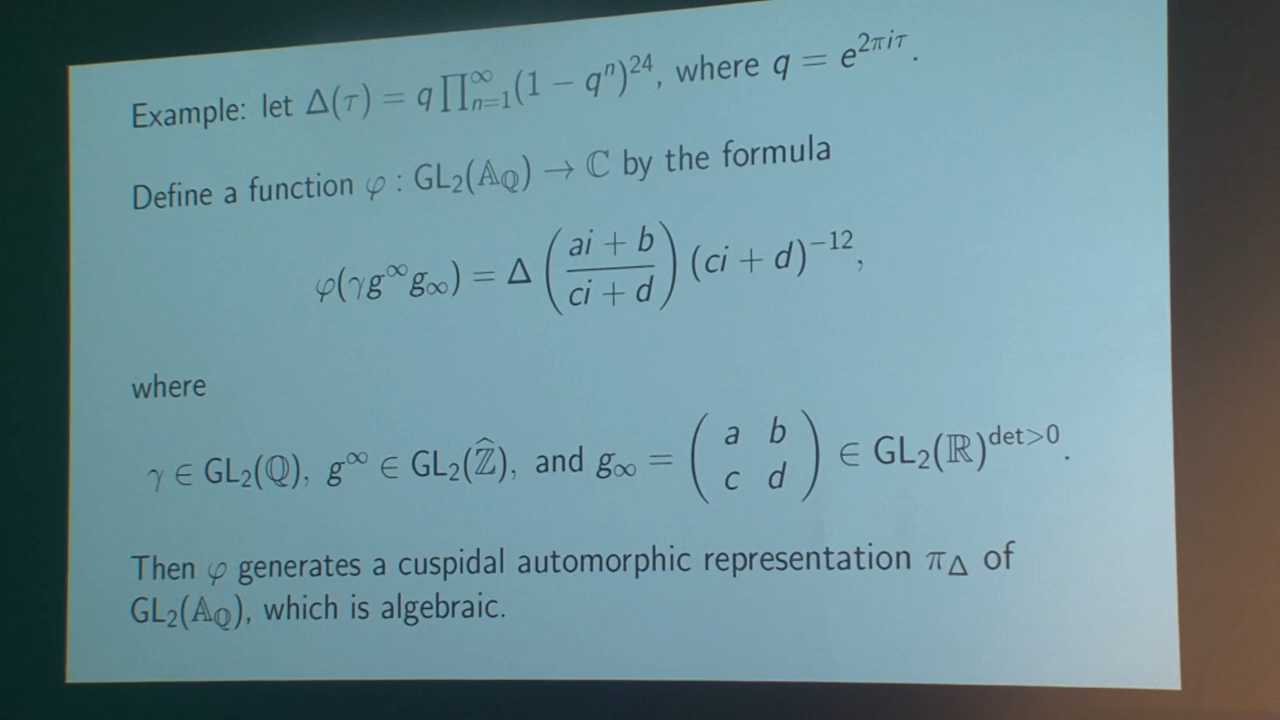 Example: let Δ(τ) = q ∏_{n=1}^{∞}(1 − q^n)^{24}, where q = e^{2πiτ}.
Define a function φ : GL₂(𝔸_ℚ) → ℂ by the formula
φ(γg^∞g_∞) = Δ((ai + b)/(ci + d)) (ci + d)^{−12},
where
γ ∈ GL₂(ℚ), g^∞ ∈ GL₂(ℤ̂), and g_∞ = (a b; c d) ∈ GL₂(ℝ)^{det>0}.
Then φ generates a cuspidal automorphic representation π_Δ of
GL₂(𝔸_ℚ), which is algebraic.